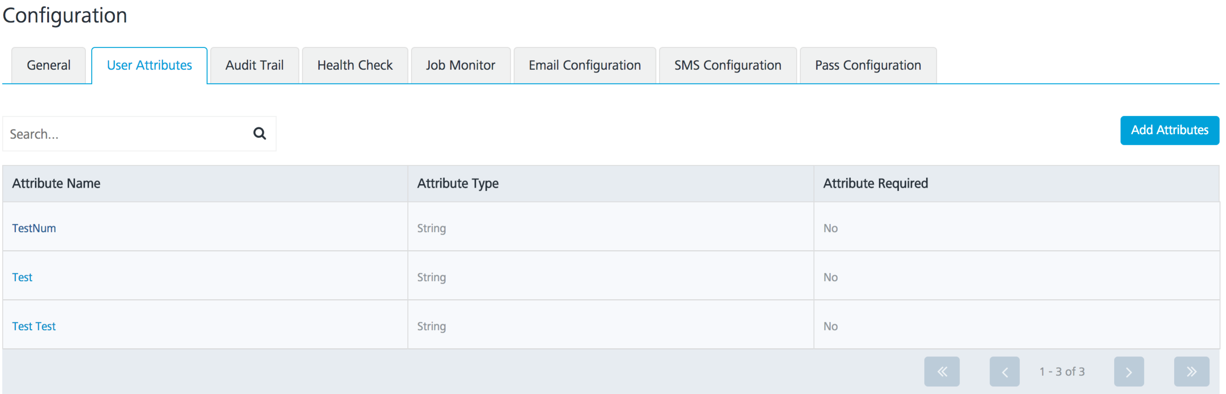 Configuration
General User Attributes Audit Trail Health Check Job Monitor Email Configuration SMS Configuration Pass Configuration
Search...
Add Attributes
Attribute Name Attribute Type Attribute Required
TestNum String No
Test String No
Test Test String No
1 - 3 of 3